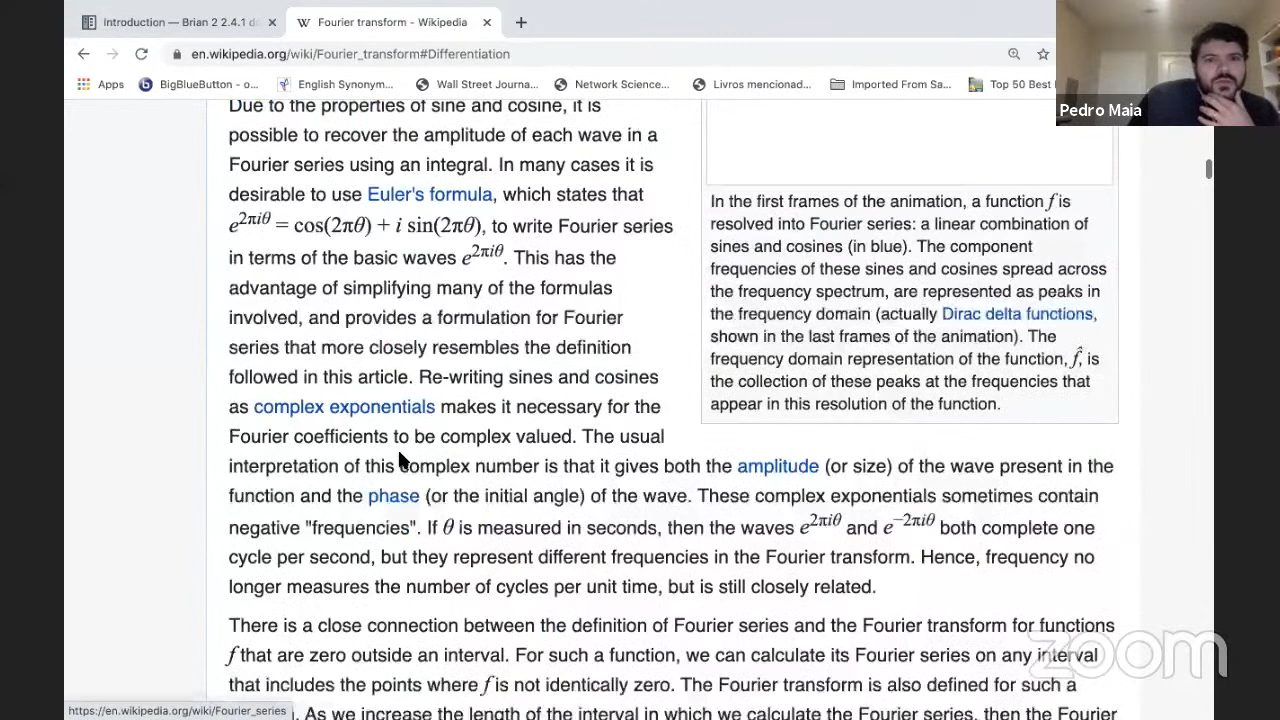 Introduction — Brian 2 2.4.1 d
Fourier transform - Wikipedia
en.wikipedia.org/wiki/Fourier_transform#Differentiation
Apps
BigBlueButton - o...
English Synonym...
Wall Street Journa...
Network Science...
Livros mencionad...
Imported From Sa...
Top 50 Best
Pedro Maia
Due to the properties of sine and cosine, it is
possible to recover the amplitude of each wave in a
Fourier series using an integral. In many cases it is
desirable to use Euler's formula, which states that
e^2πiθ = cos(2πθ) + i sin(2πθ), to write Fourier series
in terms of the basic waves e^2πiθ. This has the
advantage of simplifying many of the formulas
involved, and provides a formulation for Fourier
series that more closely resembles the definition
followed in this article. Re-writing sines and cosines
as complex exponentials makes it necessary for the
Fourier coefficients to be complex valued. The usual
interpretation of this complex number is that it gives both the amplitude (or size) of the wave present in the
function and the phase (or the initial angle) of the wave. These complex exponentials sometimes contain
negative "frequencies". If θ is measured in seconds, then the waves e^2πiθ and e^−2πiθ both complete one
cycle per second, but they represent different frequencies in the Fourier transform. Hence, frequency no
longer measures the number of cycles per unit time, but is still closely related.
In the first frames of the animation, a function f is
resolved into Fourier series: a linear combination of
sines and cosines (in blue). The component
frequencies of these sines and cosines spread across
the frequency spectrum, are represented as peaks in
the frequency domain (actually Dirac delta functions,
shown in the last frames of the animation). The
frequency domain representation of the function, f̂, is
the collection of these peaks at the frequencies that
appear in this resolution of the function.
There is a close connection between the definition of Fourier series and the Fourier transform for functions
f that are zero outside an interval. For such a function, we can calculate its Fourier series on any interval
that includes the points where f is not identically zero. The Fourier transform is also defined for such a
. As we increase the length of the interval in which we calculate the Fourier series, then the Fourier
https://en.wikipedia.org/wiki/Fourier_series
zoom